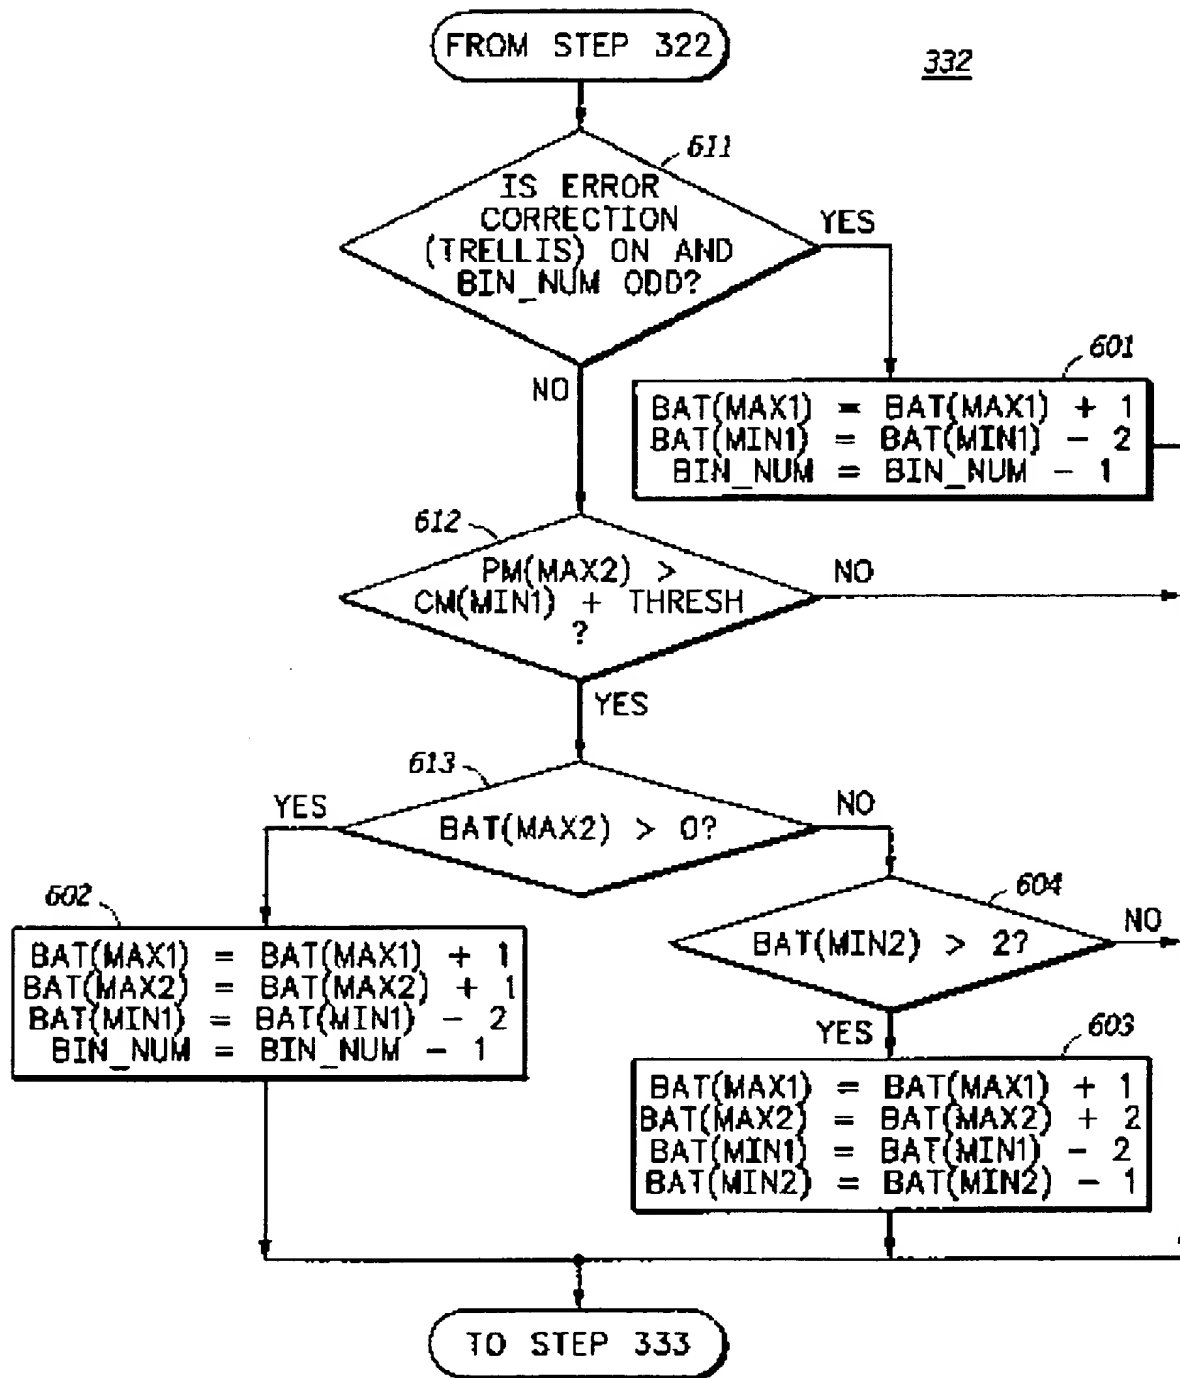 FROM STEP 322
332
611
IS ERROR
CORRECTION
(TRELLIS) ON AND
BIN_NUM ODD?
YES
NO
601
BAT(MAX1) = BAT(MAX1) + 1
BAT(MIN1) = BAT(MIN1) - 2
BIN_NUM = BIN_NUM - 1
612
PM(MAX2) >
CM(MIN1) + THRESH
?
NO
YES
613
BAT(MAX2) > 0?
YES
NO
602
BAT(MAX1) = BAT(MAX1) + 1
BAT(MAX2) = BAT(MAX2) + 1
BAT(MIN1) = BAT(MIN1) - 2
BIN_NUM = BIN_NUM - 1
604
BAT(MIN2) > 2?
NO
YES
603
BAT(MAX1) = BAT(MAX1) + 1
BAT(MAX2) = BAT(MAX2) + 2
BAT(MIN1) = BAT(MIN1) - 2
BAT(MIN2) = BAT(MIN2) - 1
TO STEP 333